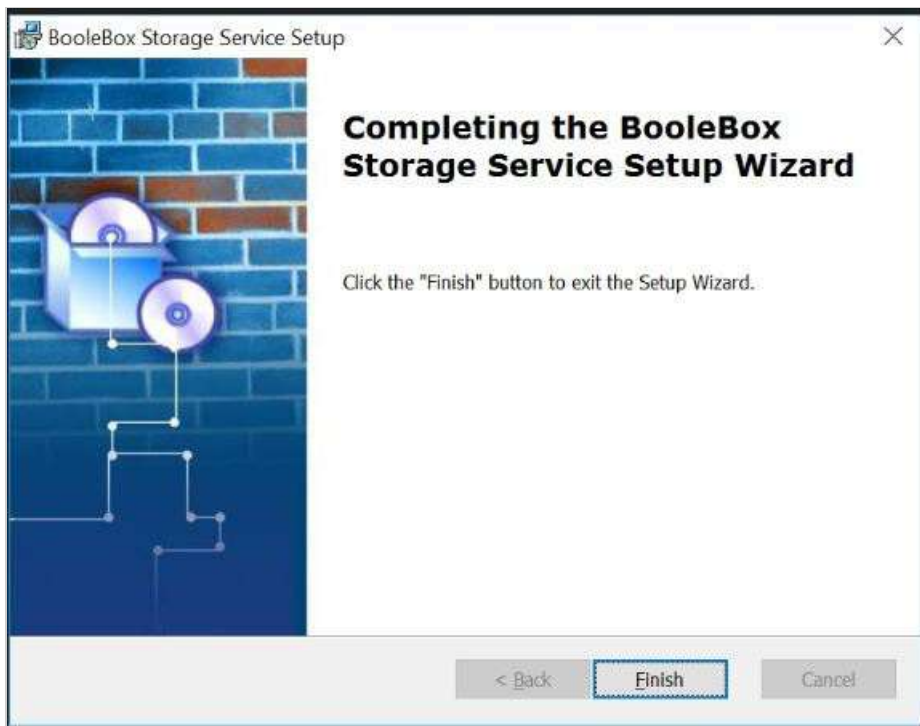 BooleBox Storage Service Setup
Completing the BooleBox
Storage Service Setup Wizard
Click the "Finish" button to exit the Setup Wizard.
< Back Finish Cancel